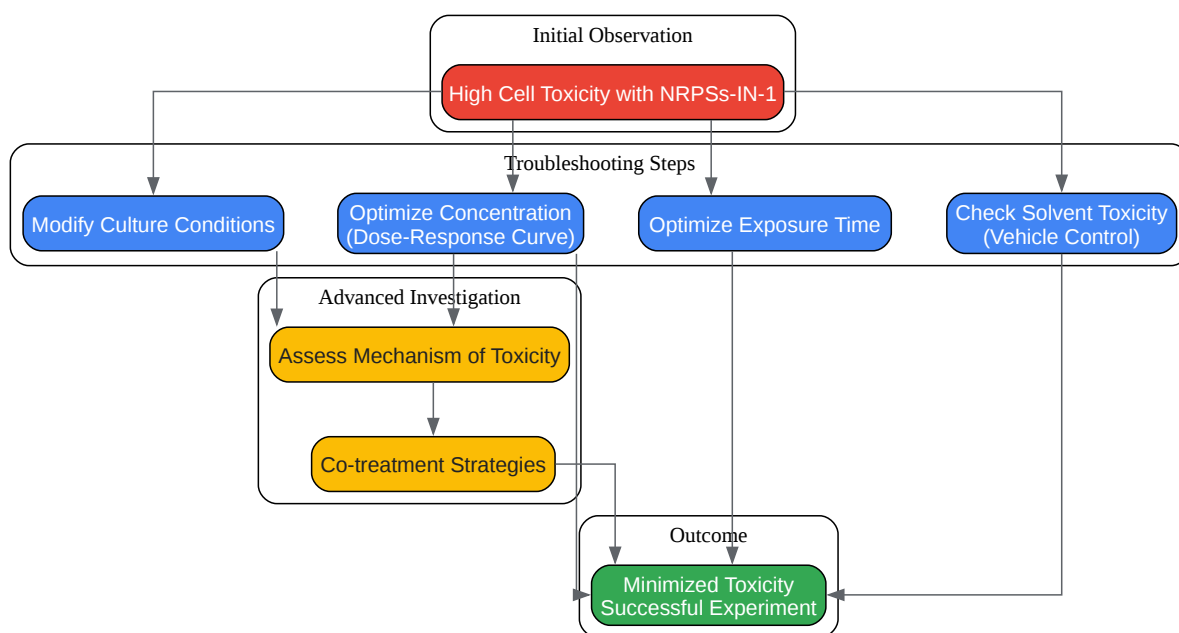 Initial Observation
High Cell Toxicity with NRPSs-IN-1
Troubleshooting Steps
Modify Culture Conditions
Optimize Concentration
(Dose-Response Curve)
Optimize Exposure Time
Check Solvent Toxicity
(Vehicle Control)
Advanced Investigation
Assess Mechanism of Toxicity
Co-treatment Strategies
Outcome
Minimized Toxicity
Successful Experiment